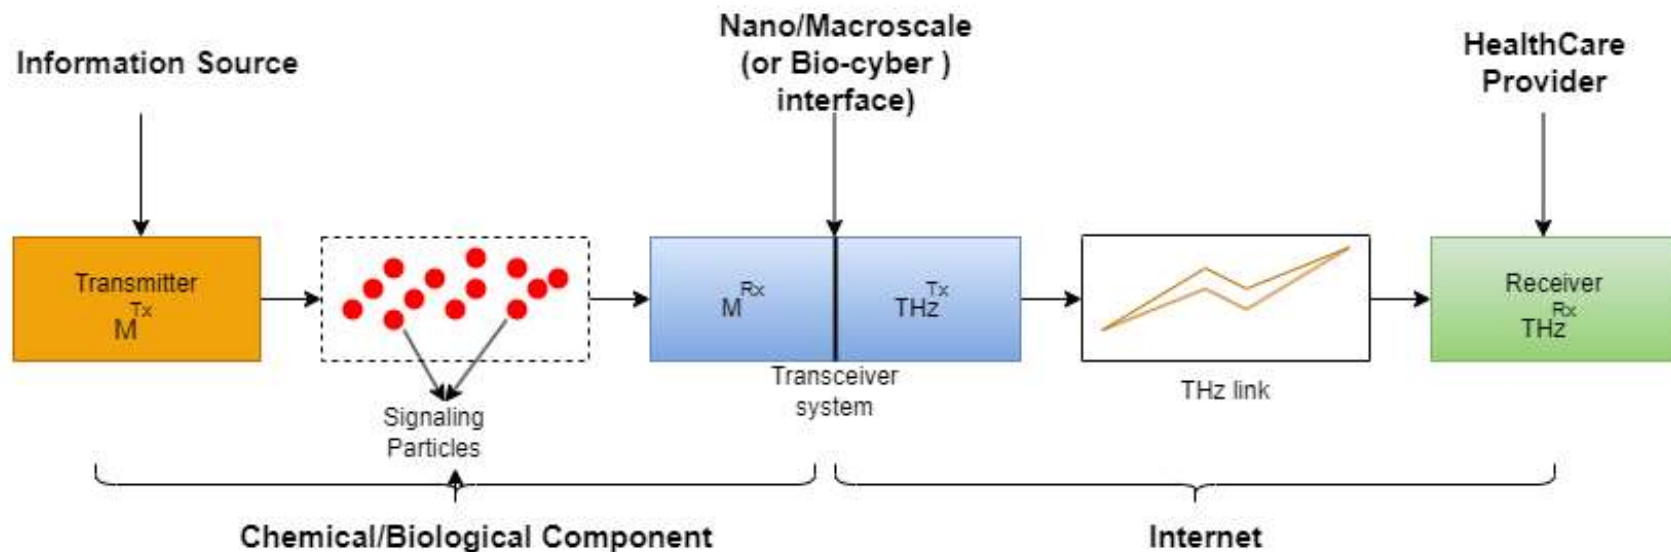 Information Source
Nano/Macroscale
(or Bio-cyber )
interface)
HealthCare
Provider
Transmitter
M^Tx
M^Rx
THz^Tx
Receiver
THz^Rx
Transceiver
system
THz link
Signaling
Particles
Chemical/Biological Component
Internet